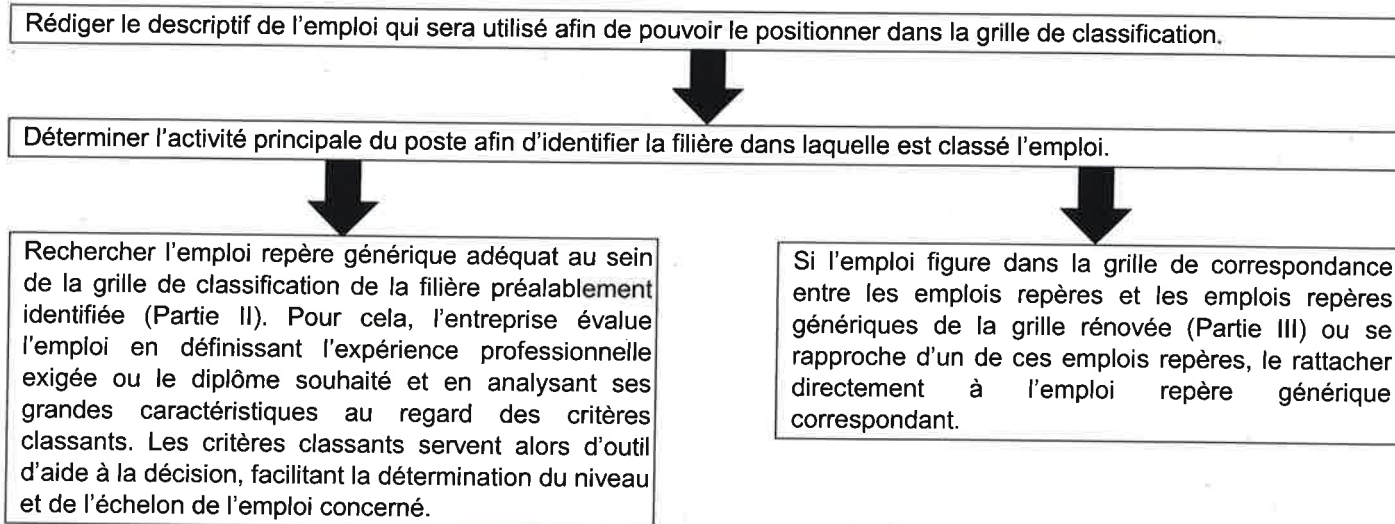 Rédiger le descriptif de l'emploi qui sera utilisé afin de pouvoir le positionner dans la grille de classification.
Déterminer l'activité principale du poste afin d'identifier la filière dans laquelle est classé l'emploi.
Rechercher l'emploi repère générique adéquat au sein
de la grille de classification de la filière préalablement
identifiée (Partie II). Pour cela, l'entreprise évalue
l'emploi en définissant l'expérience professionnelle
exigée ou le diplôme souhaité et en analysant ses
grandes caractéristiques au regard des critères
classants. Les critères classants servent alors d'outil
d'aide à la décision, facilitant la détermination du niveau
et de l'échelon de l'emploi concerné.
Si l'emploi figure dans la grille de correspondance
entre les emplois repères et les emplois repères
génériques de la grille rénovée (Partie III) ou se
rapproche d'un de ces emplois repères, le rattacher
directement à l'emploi repère générique
correspondant.